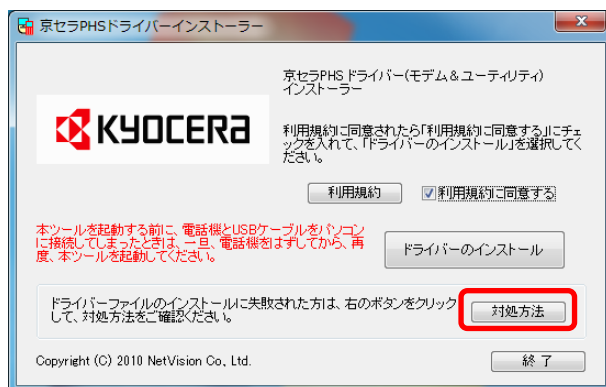 京セラPHSドライバーインストーラー
京セラPHSドライバー(モデム&ユーティリティ)
インストーラー
KYOCERA
利用規約に同意されたら「利用規約に同意する」にチェ
ックを入れて、「ドライバーのインストール」を選択してく
ださい。
利用規約
利用規約に同意する
本ツールを起動する前に、電話機とUSBケーブルをパソコン
に接続してしまったときは、一旦、電話機をはずしてから、再
度、本ツールを起動してください。
ドライバーのインストール
ドライバーファイルのインストールに失敗された方は、右のボタンをクリック
して、対処方法をご確認ください。
対処方法
Copyright (C) 2010 NetVision Co, Ltd.
終 了